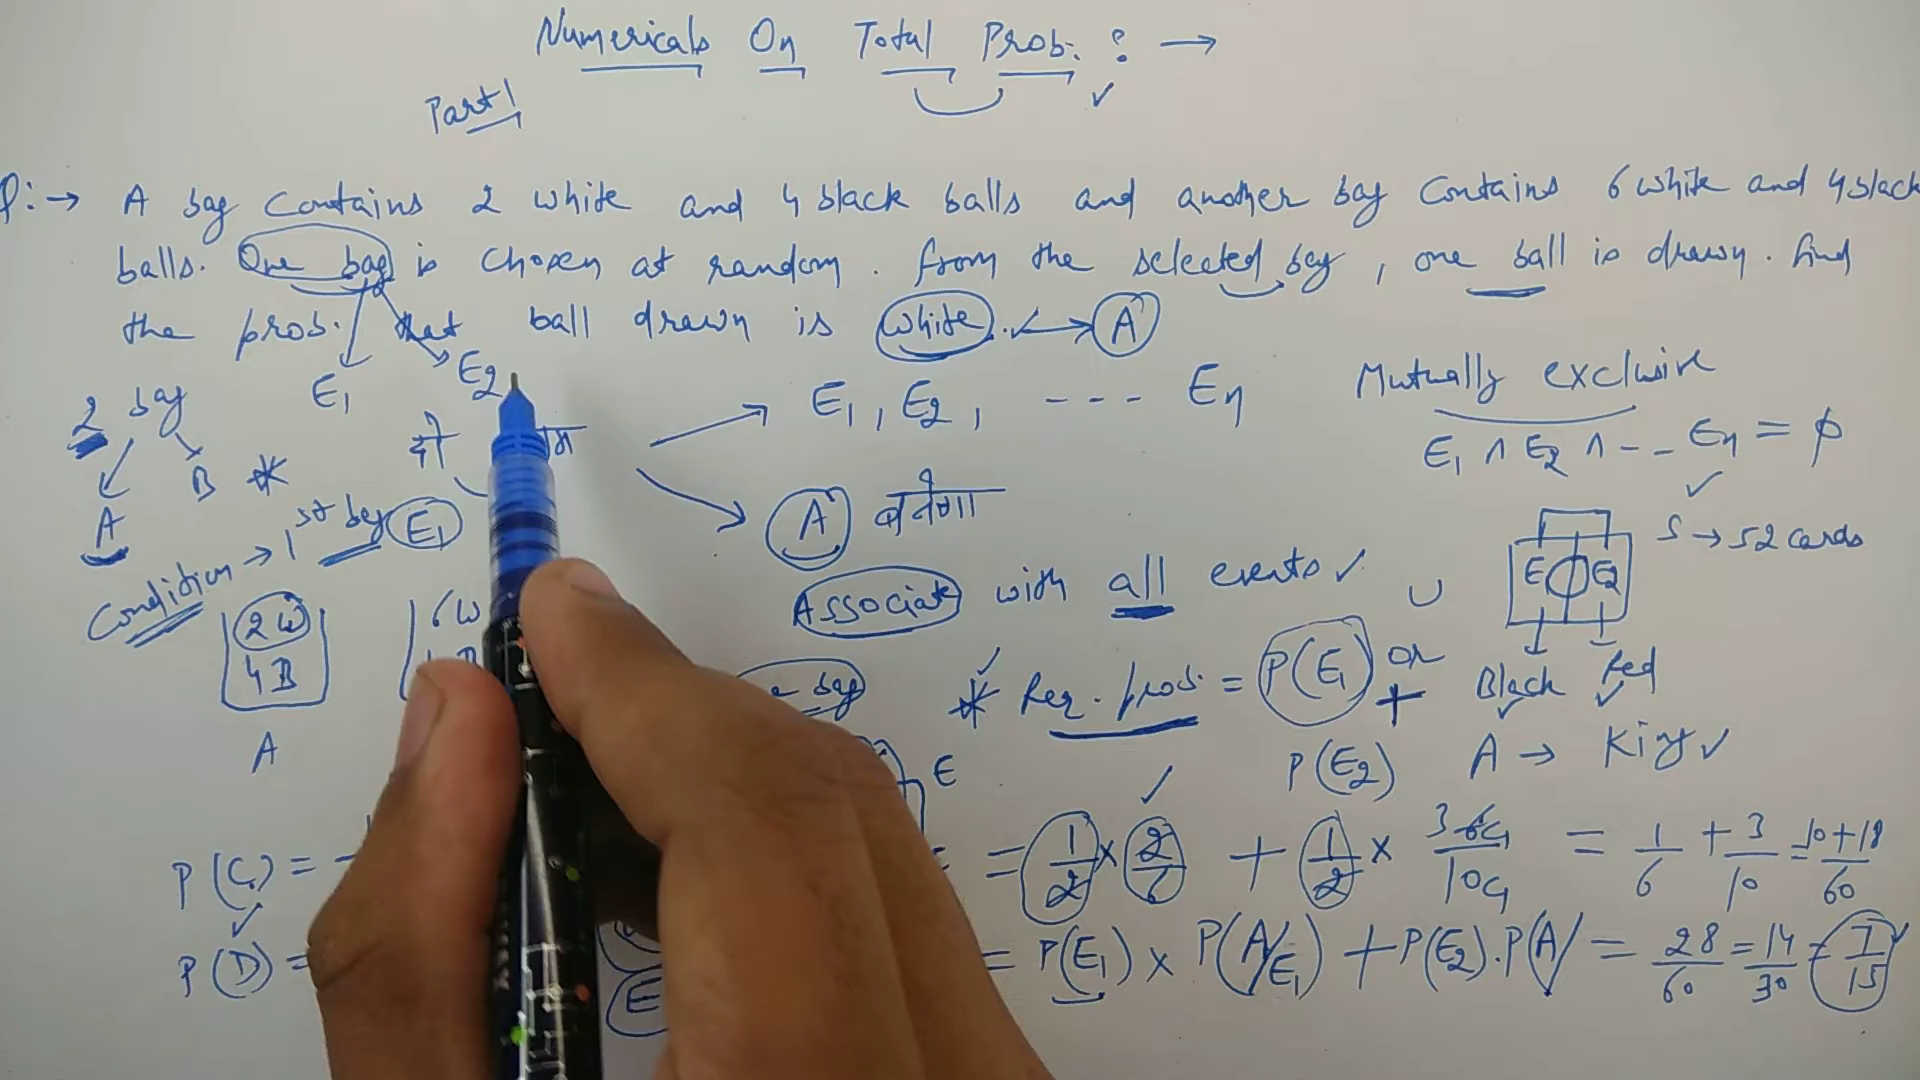 Numericals On Total Prob. : →
Part 1
Q: → A bag contains 2 white and 4 black balls and another bag contains 6 white and 4 black
balls. One bag is chosen at random. from the selected bag, one ball is drawn. find
the prob. that ball drawn is white. ✓ ↔ A
2 bag
A
B *
E1
E2
Condition → 1st bag E1
2W
4B
A
6W
E1, E2, --- En
A बनेगा
Associate with all events ✓
Mutually exclusive
E1 ∩ E2 ∩ -- En = φ
S → 52 cards
∪
E E2
Black Red
A → King ✓
* Req. prob. = P(E1) or
+
P(E2)
bag
E
= 1/2 × 2/6 + 1/2 × 3 6C1/10C1 = 1/6 + 3/10 = 10+18/60
= P(E1) × P(A/E1) + P(E2).P(A/ = 28/60 = 14/30 = 7/15
P(C) =
P(D) =
E